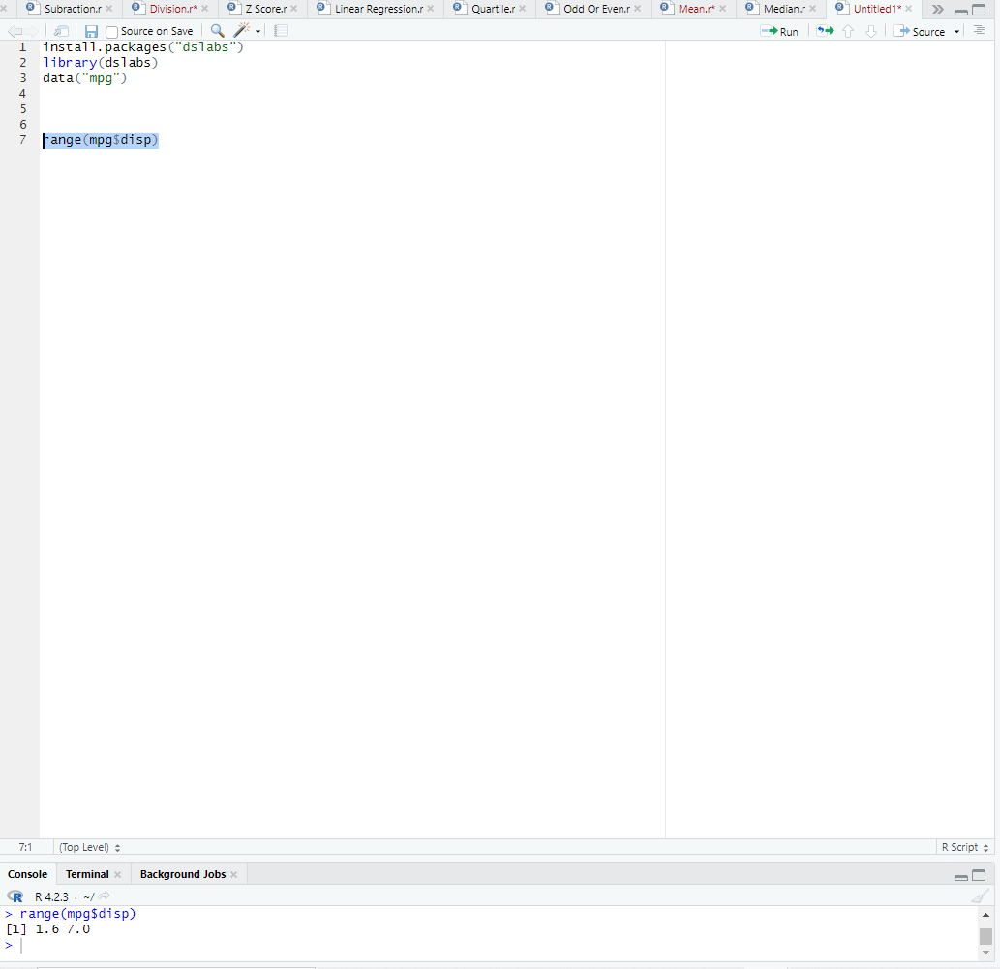 Subraction.r Division.r* Z Score.r Linear Regression.r Quartile.r Odd Or Even.r Mean.r* Median.r Untitled1*
Source on Save Run Source
1 install.packages("dslabs")
2 library(dslabs)
3 data("mpg")
4
5
6
7 range(mpg$disp)
7:1 (Top Level) R Script
Console Terminal Background Jobs
R R 4.2.3 · ~/
> range(mpg$disp)
[1] 1.6 7.0
>